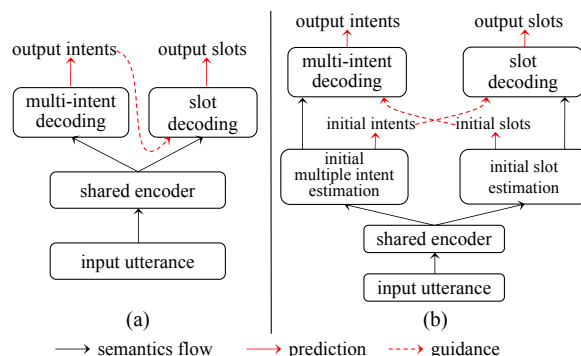 output intents output slots
multi-intent
decoding
slot
decoding
shared encoder
input utterance
(a)
output intents output slots
multi-intent
decoding
slot
decoding
initial intents initial slots
initial
multiple intent
estimation
initial slot
estimation
shared encoder
input utterance
(b)
semantics flow prediction guidance